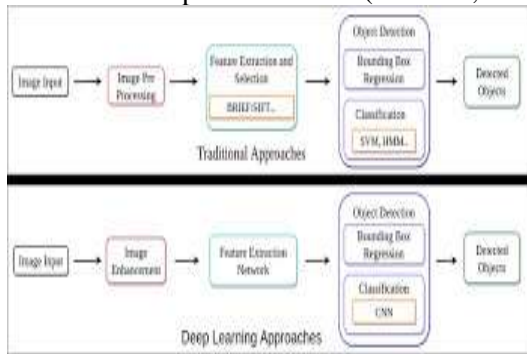 Object Detection
Image Input
Image Pre
Processing
Feature Extraction and
Selection
BRIEF/SIFT..
Bounding Box
Regression
Classification
SVM, HMM..
Detected
Objects
Traditional Approaches
Object Detection
Image Input
Image
Enhancement
Feature Extraction
Network
Bounding Box
Regression
Classification
CNN
Detected
Objects
Deep Learning Approaches